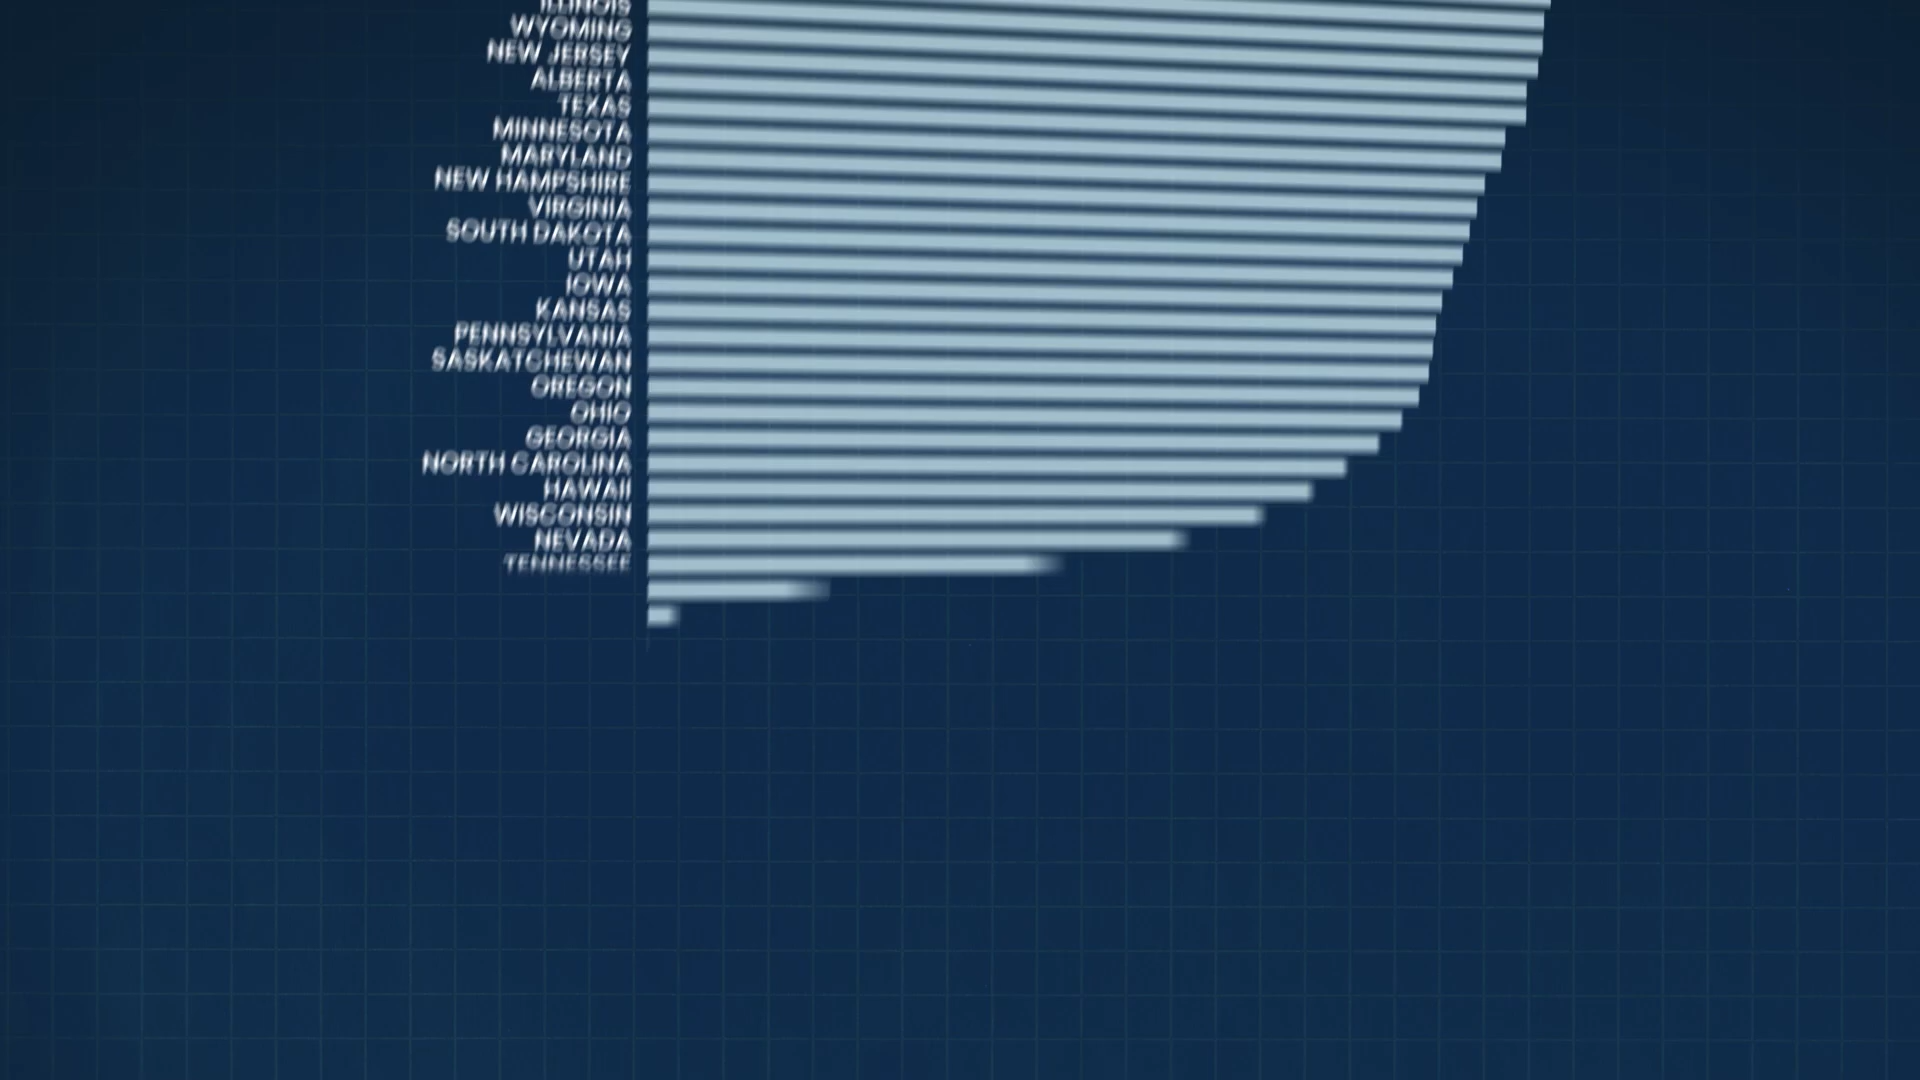 ILLINOIS
WYOMING
NEW JERSEY
ALBERTA
TEXAS
MINNESOTA
MARYLAND
NEW HAMPSHIRE
VIRGINIA
SOUTH DAKOTA
UTAH
IOWA
KANSAS
PENNSYLVANIA
SASKATCHEWAN
OREGON
OHIO
GEORGIA
NORTH CAROLINA
HAWAII
WISCONSIN
NEVADA
TENNESSEE